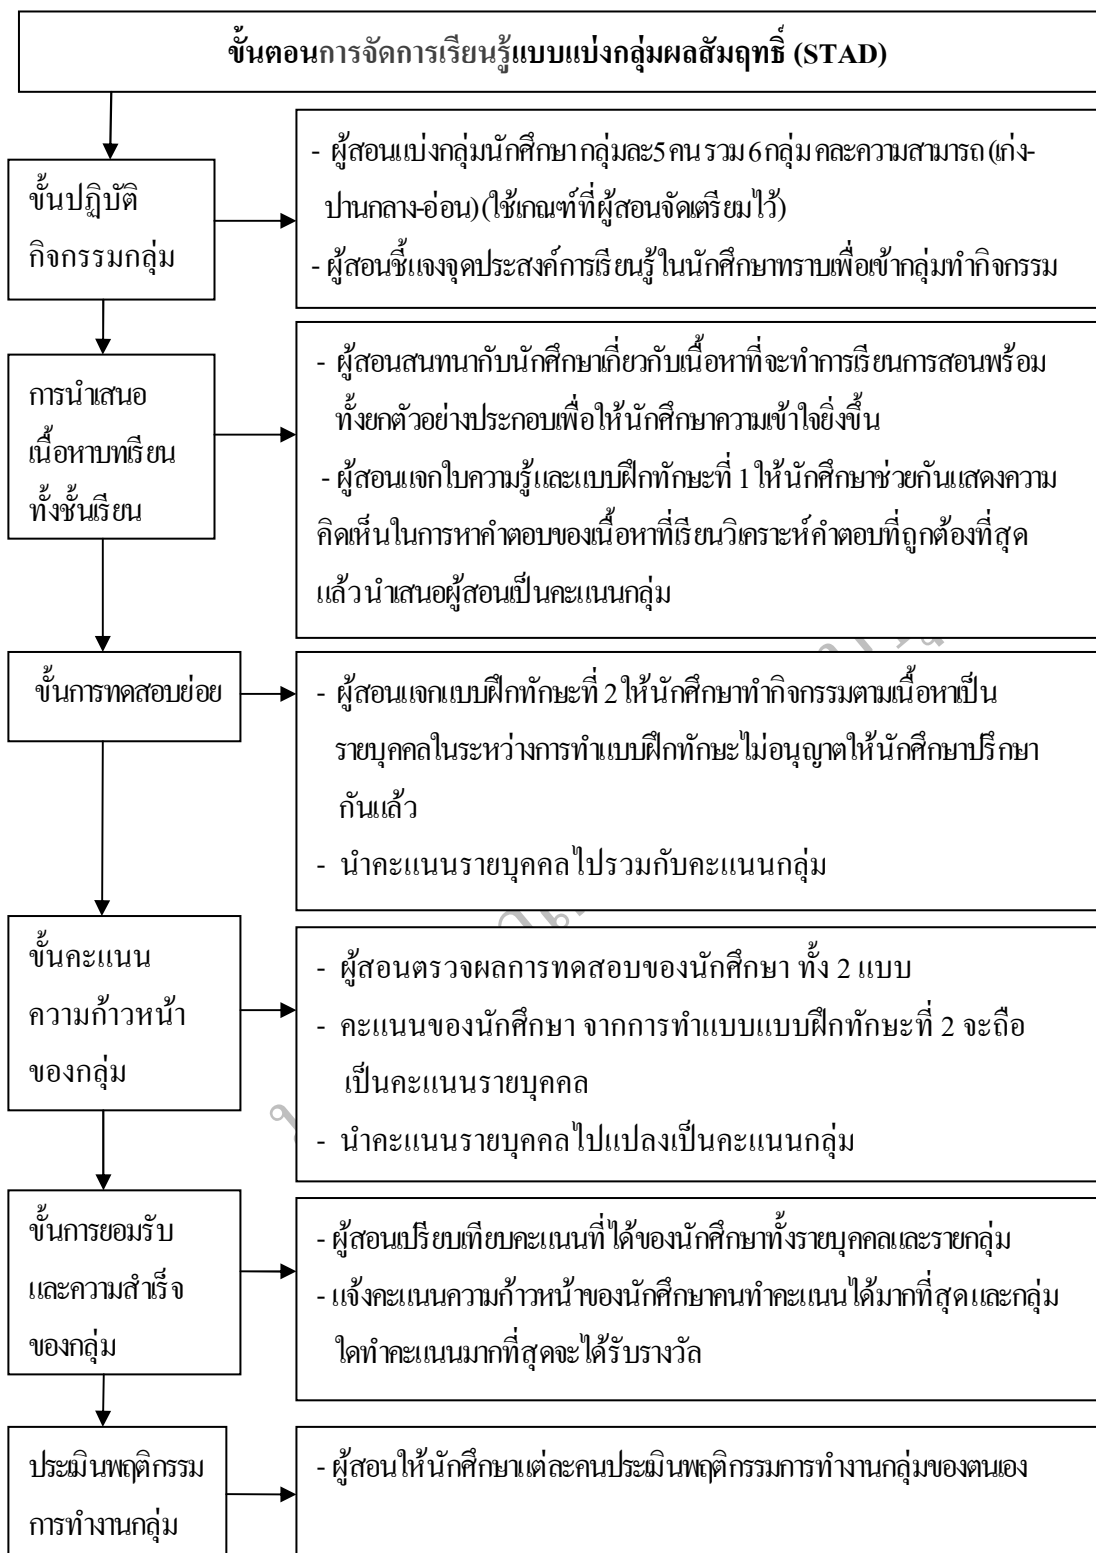 ขั้นตอนการจัดการเรียนรู้แบบแบ่งกลุ่มผลสัมฤทธิ์ (STAD)
ขั้นปฏิบัติ
กิจกรรมกลุ่ม
- ผู้สอนแบ่งกลุ่มนักศึกษา กลุ่มละ5 คน รวม 6 กลุ่ม คละความสามารถ (เก่ง-
ปานกลาง-อ่อน) (ใช้เกณฑ์ที่ผู้สอนจัดเตรียมไว้)
- ผู้สอนชี้แจงจุดประสงค์การเรียนรู้ ในนักศึกษาทราบเพื่อเข้ากลุ่มทำกิจกรรม
การนำเสนอ
เนื้อหาบทเรียน
ทั้งชั้นเรียน
- ผู้สอนสนทนากับนักศึกษาเกี่ยวกับเนื้อหาที่จะทำการเรียนการสอนพร้อม
ทั้งยกตัวอย่างประกอบเพื่อให้นักศึกษาความเข้าใจยิ่งขึ้น
- ผู้สอนแจกใบความรู้และแบบฝึกทักษะที่ 1 ให้นักศึกษาช่วยกันแสดงความ
คิดเห็นในการหาคำตอบของเนื้อหาที่เรียนวิเคราะห์คำตอบที่ถูกต้องที่สุด
แล้ว นำเสนอผู้สอนเป็นคะแนนกลุ่ม
ขั้นการทดสอบย่อย
- ผู้สอนแจกแบบฝึกทักษะที่ 2 ให้นักศึกษาทำกิจกรรมตามเนื้อหาเป็น
รายบุคคลในระหว่างการทำแบบฝึกทักษะไม่อนุญาตให้นักศึกษาปรึกษา
กันแล้ว
- นำคะแนนรายบุคคลไปรวมกับคะแนนกลุ่ม
ขั้นคะแนน
ความก้าวหน้า
ของกลุ่ม
- ผู้สอนตรวจผลการทดสอบของนักศึกษา ทั้ง 2 แบบ
- คะแนนของนักศึกษา จากการทำแบบแบบฝึกทักษะที่ 2 จะถือ
เป็นคะแนนรายบุคคล
- นำคะแนนรายบุคคลไปแปลงเป็นคะแนนกลุ่ม
ขั้นการยอมรับ
และความสำเร็จ
ของกลุ่ม
- ผู้สอนเปรียบเทียบคะแนนที่ได้ของนักศึกษาทั้งรายบุคคลและรายกลุ่ม
- แจ้งคะแนนความก้าวหน้าของนักศึกษาคนทำคะแนนได้มากที่สุด และกลุ่ม
ใดทำคะแนนมากที่สุดจะได้รับรางวัล
ประเมินพฤติกรรม
การทำงานกลุ่ม
- ผู้สอนให้นักศึกษาแต่ละคนประเมินพฤติกรรมการทำงานกลุ่มของตนเอง